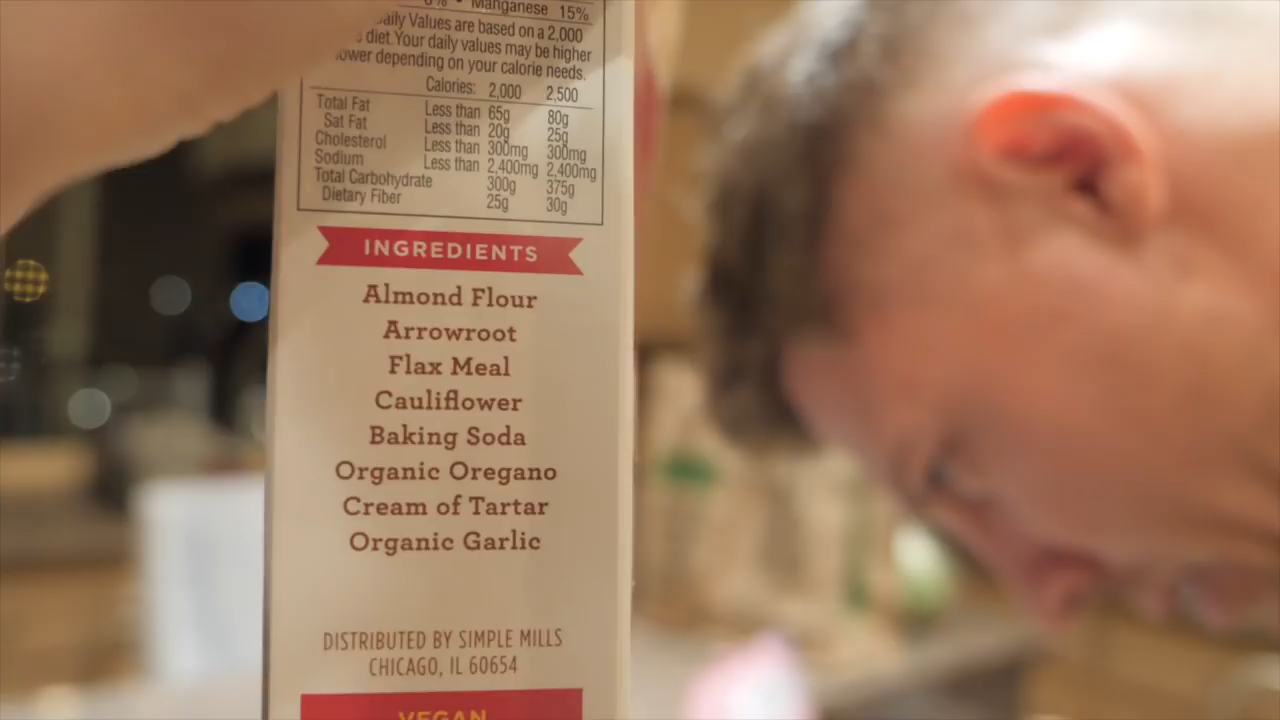 Manganese 15%
Daily Values are based on a 2,000
diet. Your daily values may be higher
lower depending on your calorie needs.
Calories: 2,000 2,500
Total Fat Less than 65g 80g
Sat Fat Less than 20g 25g
Cholesterol Less than 300mg 300mg
Sodium Less than 2,400mg 2,400mg
Total Carbohydrate 300g 375g
Dietary Fiber 25g 30g
INGREDIENTS
Almond Flour
Arrowroot
Flax Meal
Cauliflower
Baking Soda
Organic Oregano
Cream of Tartar
Organic Garlic
DISTRIBUTED BY SIMPLE MILLS
CHICAGO, IL 60654
VEGAN